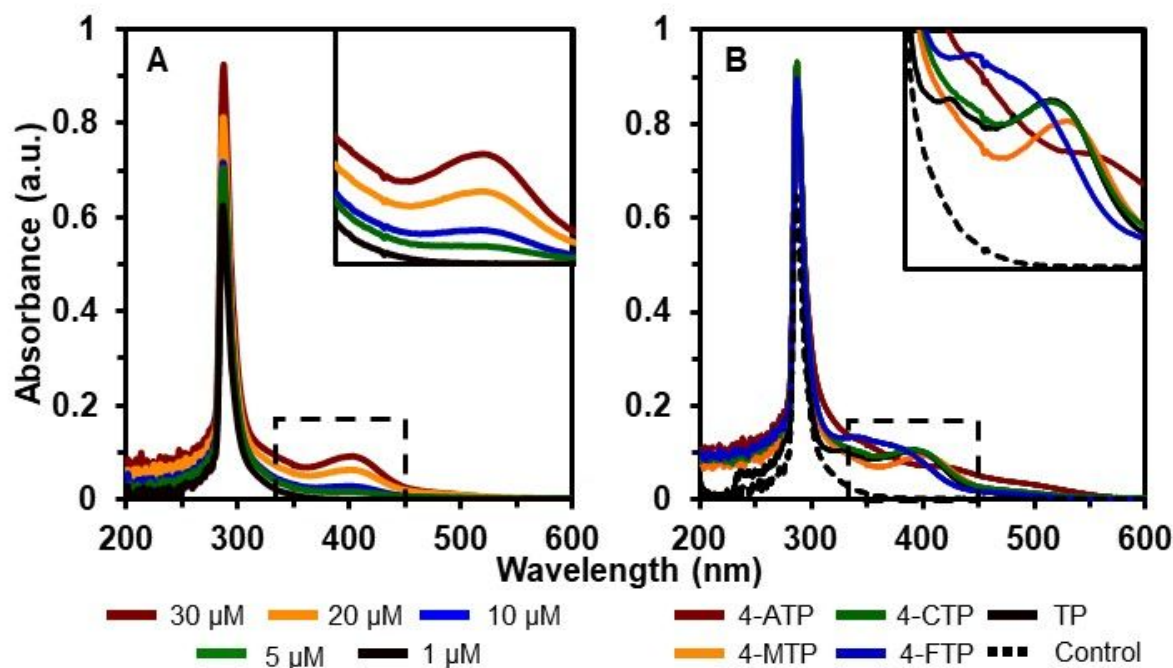 A
B
Absorbance (a.u.)
1
0.8
0.6
0.4
0.2
0
200 300 400 500 600
1
0.8
0.6
0.4
0.2
0
200 300 400 500 600
Wavelength (nm)
30 µM 20 µM 10 µM
5 µM 1 µM
4-ATP 4-CTP TP
4-MTP 4-FTP Control